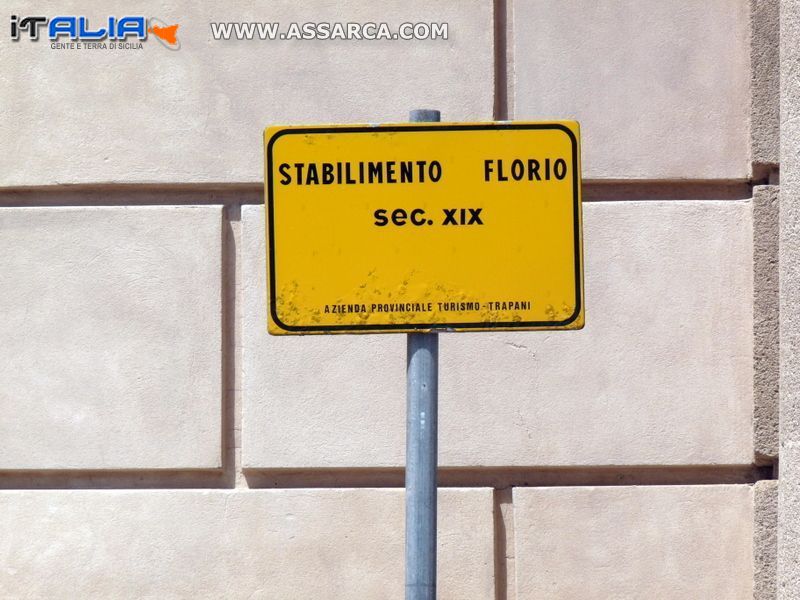 iTALIA
GENTE E TERRA DI SICILIA
WWW.ASSARCA.COM
STABILIMENTO FLORIO
sec. XIX
AZIENDA PROVINCIALE TURISMO-TRAPANI